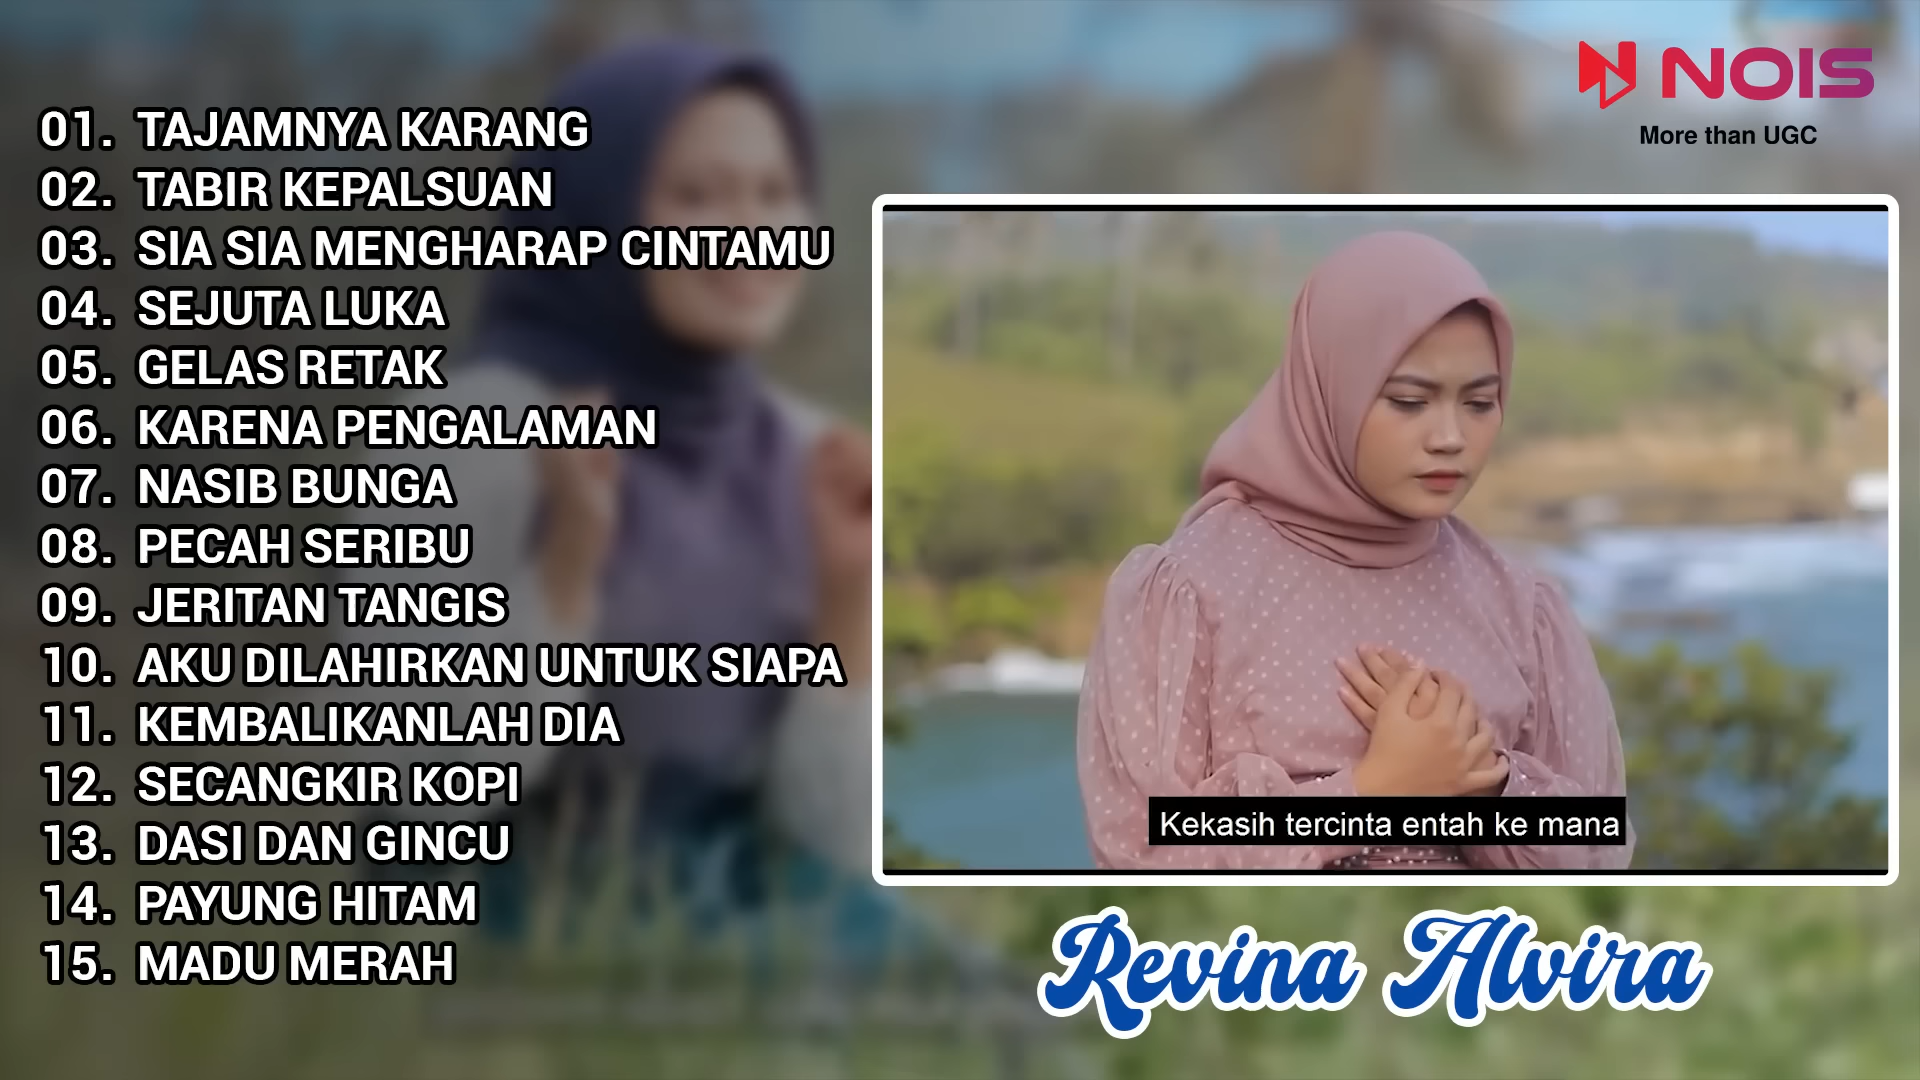 NOIS
More than UGC
01. TAJAMNYA KARANG
02. TABIR KEPALSUAN
03. SIA SIA MENGHARAP CINTAMU
04. SEJUTA LUKA
05. GELAS RETAK
06. KARENA PENGALAMAN
07. NASIB BUNGA
08. PECAH SERIBU
09. JERITAN TANGIS
10. AKU DILAHIRKAN UNTUK SIAPA
11. KEMBALIKANLAH DIA
12. SECANGKIR KOPI
13. DASI DAN GINCU
14. PAYUNG HITAM
15. MADU MERAH
Kekasih tercinta entah ke mana
Revina Alvira